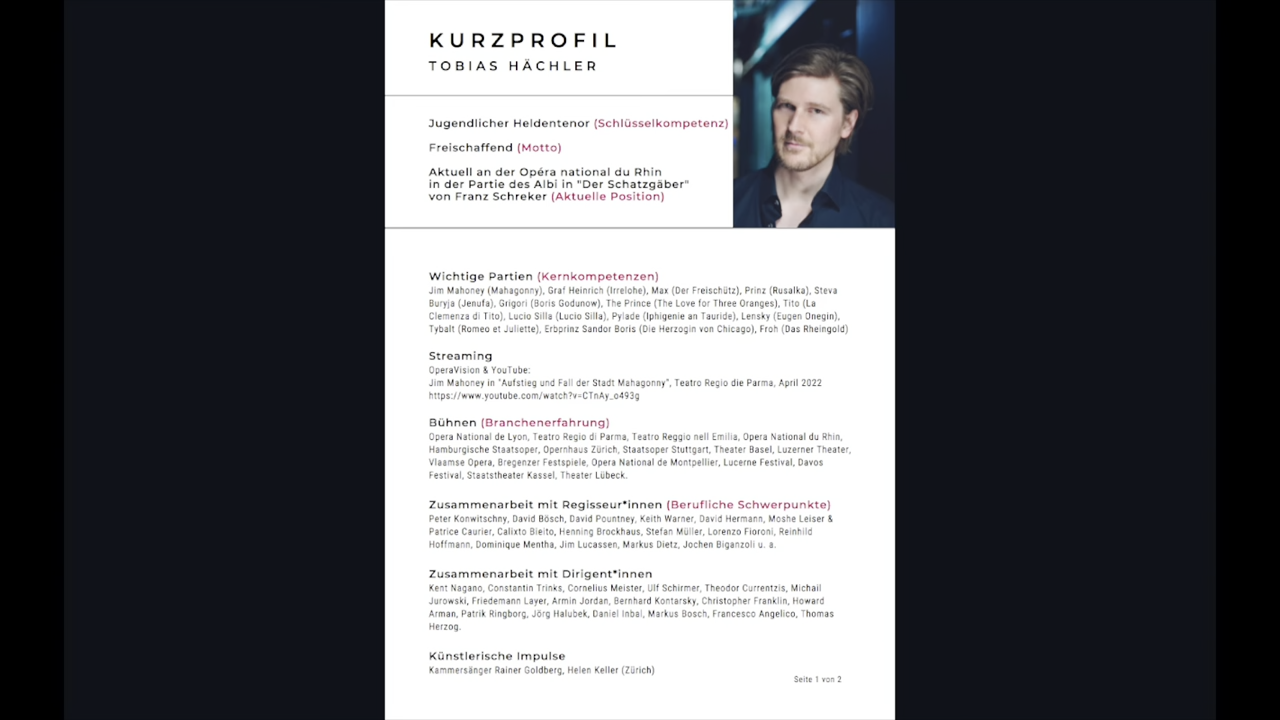 KURZPROFIL
TOBIAS HÄCHLER
Jugendlicher Heldentenor (Schlüsselkompetenz)
Freischaffend (Motto)
Aktuell an der Opéra national du Rhin
in der Partie des Albi in "Der Schatzgäber"
von Franz Schreker (Aktuelle Position)
Wichtige Partien (Kernkompetenzen)
Jim Mahoney (Mahagonny), Graf Heinrich (Irrelohe), Max (Der Freischütz), Prinz (Rusalka), Steva
Buryja (Jenufa), Grigori (Boris Godunow), The Prince (The Love for Three Oranges), Tito (La
Clemenza di Tito), Lucio Silla (Lucio Silla), Pylade (Iphigenie an Tauride), Lensky (Eugen Onegin),
Tybalt (Romeo et Juliette), Erbprinz Sandor Boris (Die Herzogin von Chicago), Froh (Das Rheingold)
Streaming
OperaVision & YouTube:
Jim Mahoney in "Aufstieg und Fall der Stadt Mahagonny", Teatro Regio die Parma, April 2022
https://www.youtube.com/watch?v=CTnAy_o493g
Bühnen (Branchenerfahrung)
Opera National de Lyon, Teatro Regio di Parma, Teatro Reggio nell Emilia, Opera National du Rhin,
Hamburgische Staatsoper, Opernhaus Zürich, Staatsoper Stuttgart, Theater Basel, Luzerner Theater,
Vlaamse Opera, Bregenzer Festspiele, Opera National de Montpellier, Lucerne Festival, Davos
Festival, Staatstheater Kassel, Theater Lübeck.
Zusammenarbeit mit Regisseur*innen (Berufliche Schwerpunkte)
Peter Konwitschny, David Bösch, David Pountney, Keith Warner, David Hermann, Moshe Leiser &
Patrice Caurier, Calixto Bieito, Henning Brockhaus, Stefan Müller, Lorenzo Fioroni, Reinhild
Hoffmann, Dominique Mentha, Jim Lucassen, Markus Dietz, Jochen Biganzoli u. a.
Zusammenarbeit mit Dirigent*innen
Kent Nagano, Constantin Trinks, Cornelius Meister, Ulf Schirmer, Theodor Currentzis, Michail
Jurowski, Friedemann Layer, Armin Jordan, Bernhard Kontarsky, Christopher Franklin, Howard
Arman, Patrik Ringborg, Jörg Halubek, Daniel Inbal, Markus Bosch, Francesco Angelico, Thomas
Herzog.
Künstlerische Impulse
Kammersänger Rainer Goldberg, Helen Keller (Zürich)
Seite 1 von 2